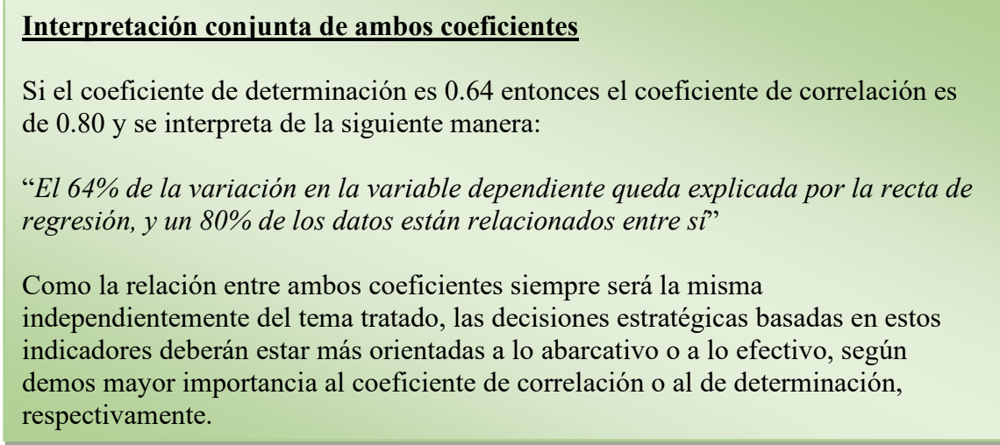 Interpretación conjunta de ambos coeficientes
Si el coeficiente de determinación es 0.64 entonces el coeficiente de correlación es
de 0.80 y se interpreta de la siguiente manera:
“El 64% de la variación en la variable dependiente queda explicada por la recta de
regresión, y un 80% de los datos están relacionados entre sí”
Como la relación entre ambos coeficientes siempre será la misma
independientemente del tema tratado, las decisiones estratégicas basadas en estos
indicadores deberán estar más orientadas a lo abarcativo o a lo efectivo, según
demos mayor importancia al coeficiente de correlación o al de determinación,
respectivamente.